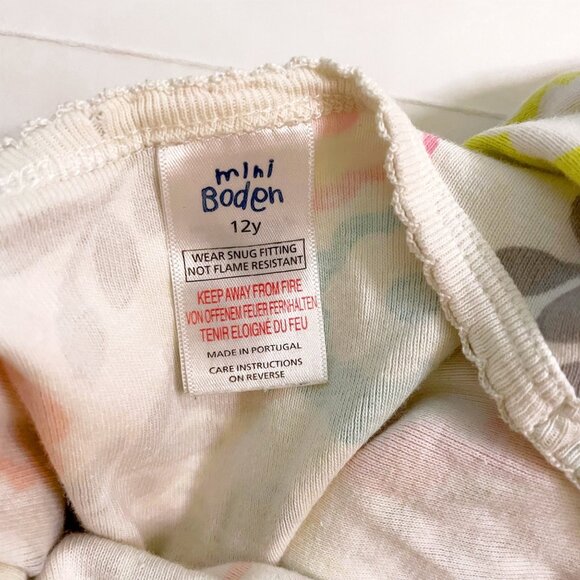 mini
Boden
12y
WEAR SNUG FITTING
NOT FLAME RESISTANT
KEEP AWAY FROM FIRE
VON OFFENEM FEUER FERNHALTEN
TENIR ELOIGNÉ DU FEU
MADE IN PORTUGAL
CARE INSTRUCTIONS
ON REVERSE